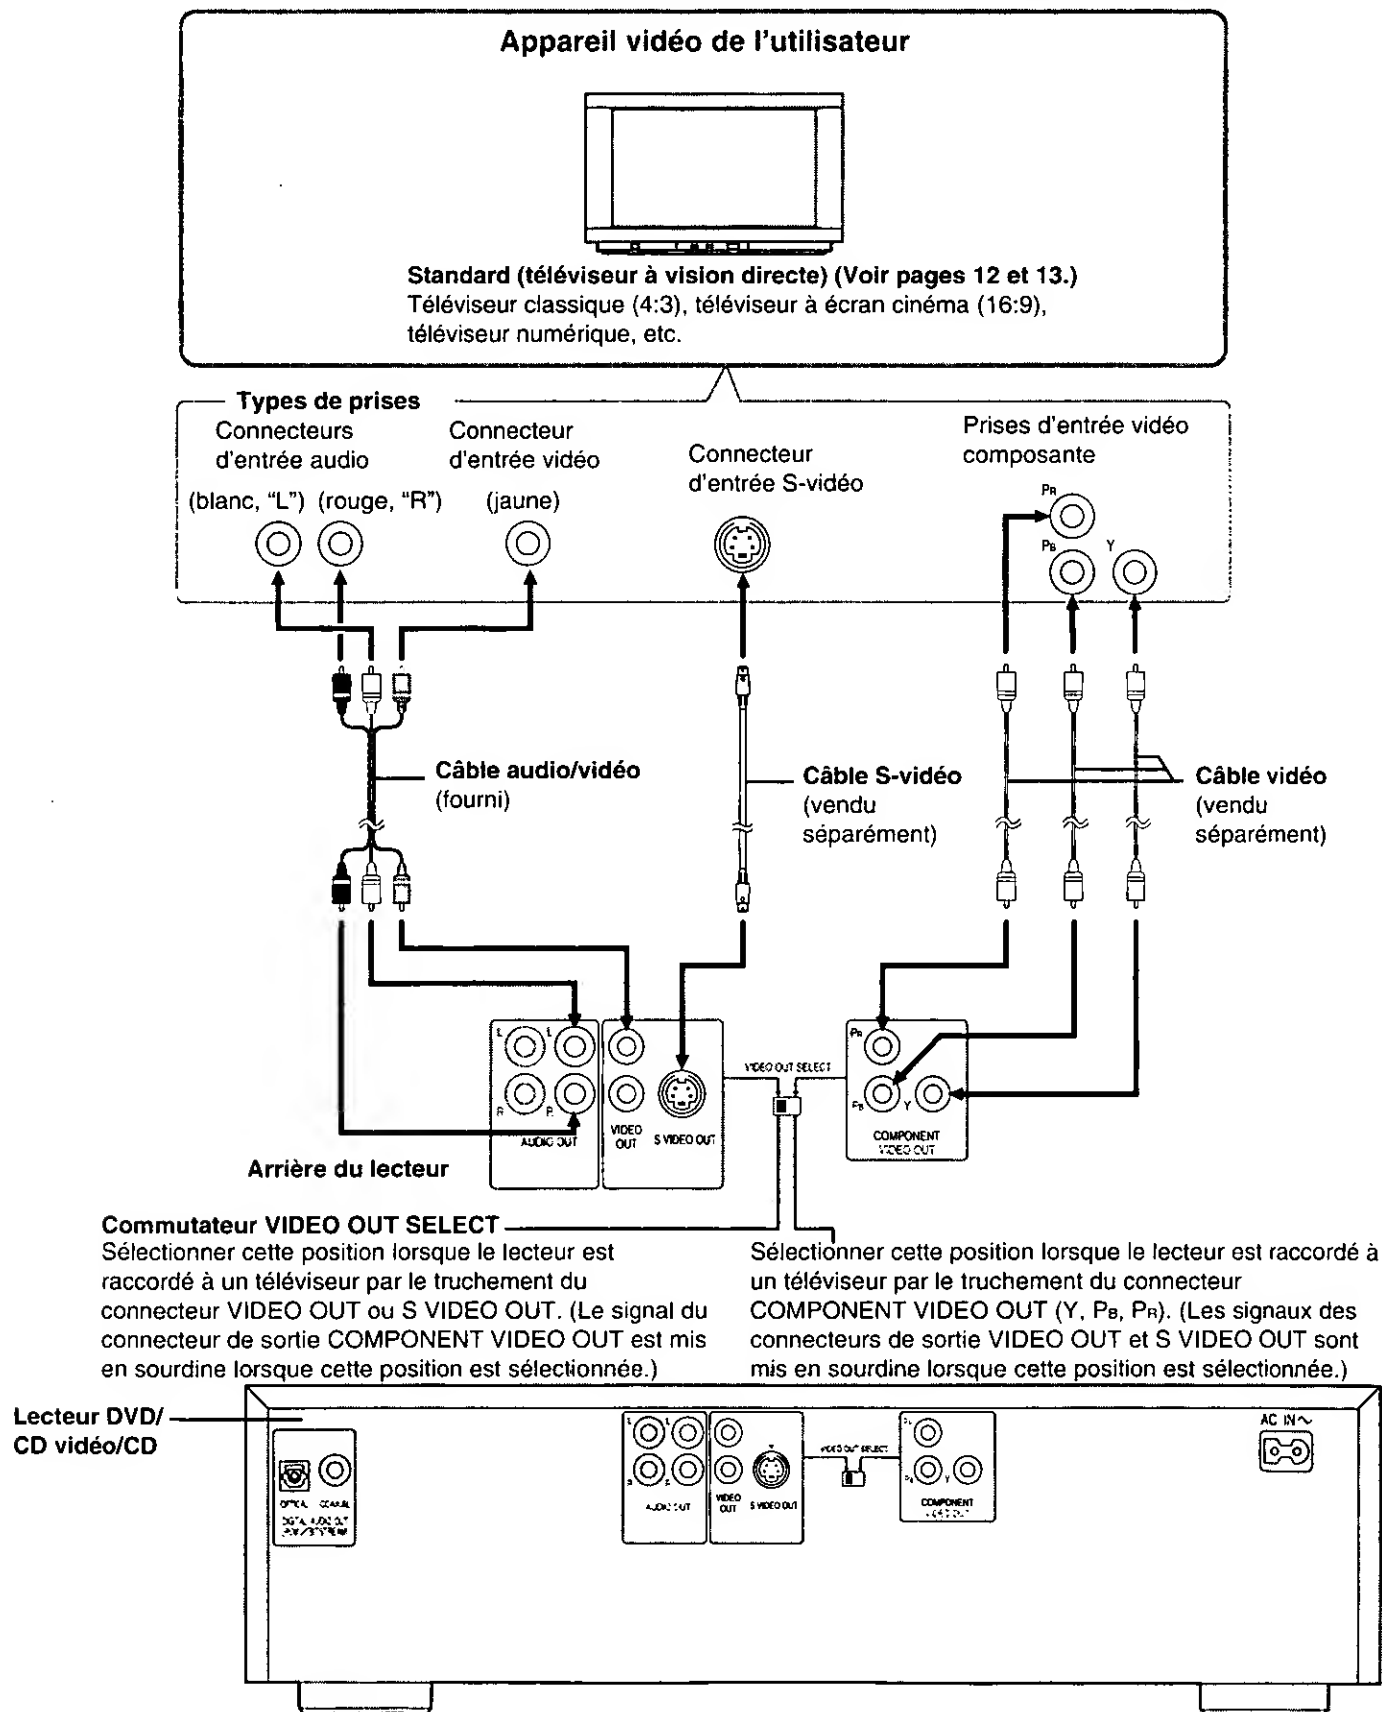 Appareil vidéo de l'utilisateur
Standard (téléviseur à vision directe) (Voir pages 12 et 13.)
Téléviseur classique (4:3), téléviseur à écran cinéma (16:9),
téléviseur numérique, etc.
Types de prises
Connecteurs
d'entrée audio
(blanc, "L") (rouge, "R")
Connecteur
d'entrée vidéo
(jaune)
Connecteur
d'entrée S-vidéo
Prises d'entrée vidéo
composante
PR
PB
Y
Câble audio/vidéo
(fourni)
Câble S-vidéo
(vendu
séparément)
Câble vidéo
(vendu
séparément)
L
L
R
R
AUDIO OUT
VIDEO
OUT
S VIDEO OUT
VIDEO OUT SELECT
PR
PB
Y
COMPONENT
VIDEO OUT
Arrière du lecteur
Commutateur VIDEO OUT SELECT
Sélectionner cette position lorsque le lecteur est
raccordé à un téléviseur par le truchement du
connecteur VIDEO OUT ou S VIDEO OUT. (Le signal du
connecteur de sortie COMPONENT VIDEO OUT est mis
en sourdine lorsque cette position est sélectionnée.)
Sélectionner cette position lorsque le lecteur est raccordé à
un téléviseur par le truchement du connecteur
COMPONENT VIDEO OUT (Y, PB, PR). (Les signaux des
connecteurs de sortie VIDEO OUT et S VIDEO OUT sont
mis en sourdine lorsque cette position est sélectionnée.)
Lecteur DVD/
CD vidéo/CD
OPTICAL COAXIAL
DIGITAL AUDIO OUT
AUDIO OUT
VIDEO
OUT
S VIDEO OUT
VIDEO OUT SELECT
Y
COMPONENT
VIDEO OUT
AC IN ~